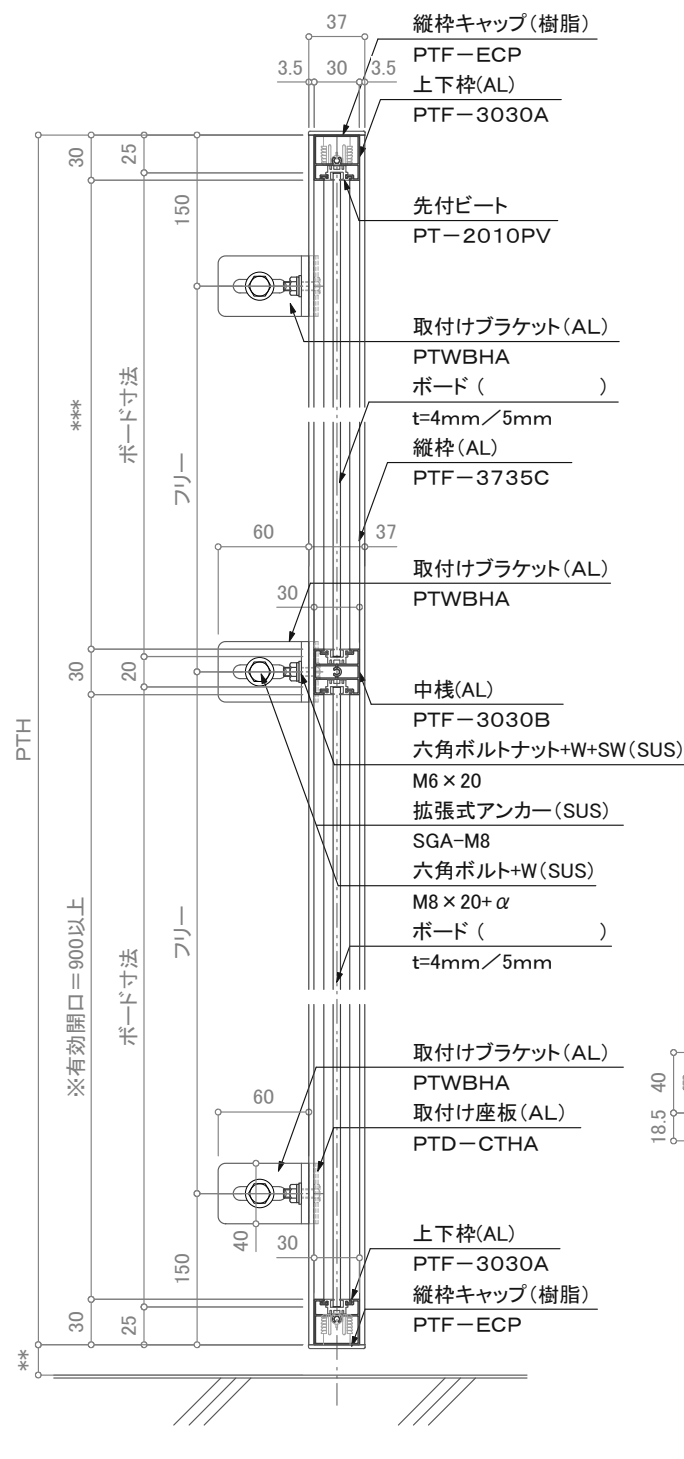 37
3.5 30 3.5
縦枠キャップ(樹脂)
PTF-ECP
上下枠(AL)
PTF-3030A
先付ビート
PT-2010PV
取付けブラケット(AL)
PTWBHA
ボード (　　　　)
t=4mm/5mm
縦枠(AL)
PTF-3735C
取付けブラケット(AL)
PTWBHA
中桟(AL)
PTF-3030B
六角ボルトナット+W+SW(SUS)
M6×20
拡張式アンカー(SUS)
SGA-M8
六角ボルト+W(SUS)
M8×20+α
ボード (　　　　)
t=4mm/5mm
取付けブラケット(AL)
PTWBHA
取付け座板(AL)
PTD-CTHA
上下枠(AL)
PTF-3030A
縦枠キャップ(樹脂)
PTF-ECP
30
25
150
***
ボード寸法
フリー
60
37
30
30
20
PTH
※有効開口=900以上
ボード寸法
フリー
60
40
30
150
30
25
**
40
18.5